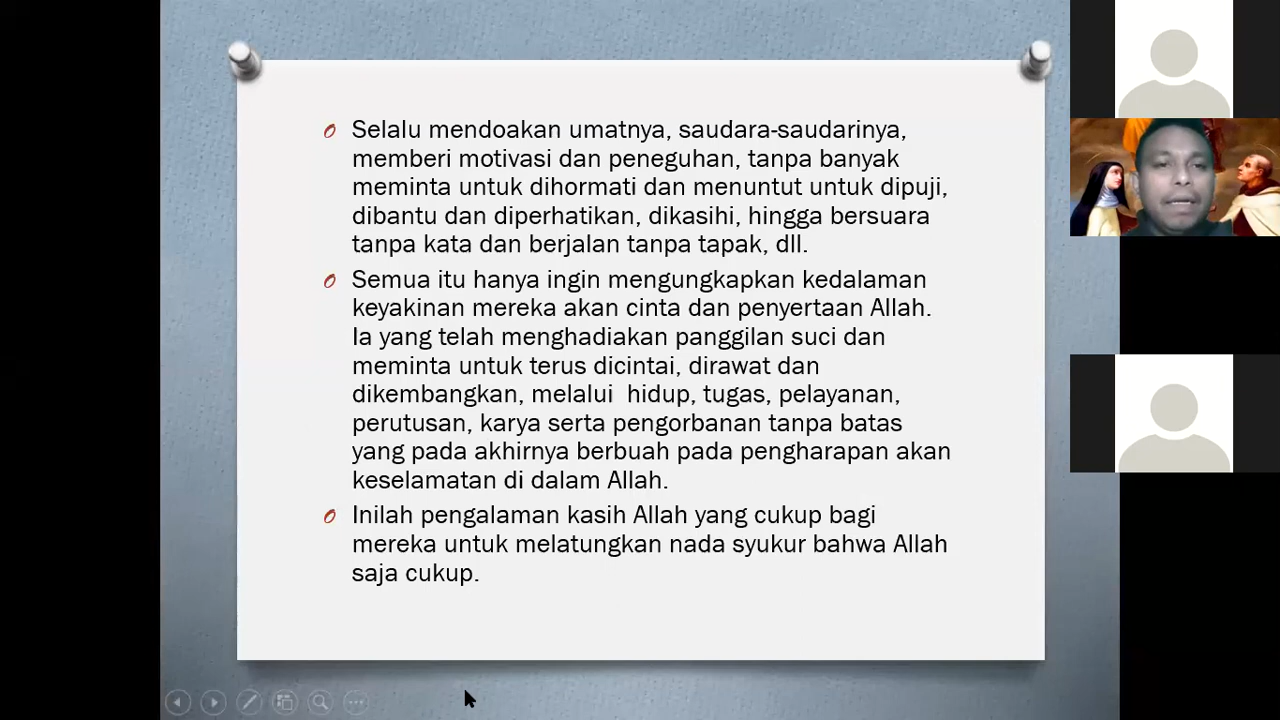 Selalu mendoakan umatnya, saudara-saudarinya,
memberi motivasi dan peneguhan, tanpa banyak
meminta untuk dihormati dan menuntut untuk dipuji,
dibantu dan diperhatikan, dikasihi, hingga bersuara
tanpa kata dan berjalan tanpa tapak, dll.
Semua itu hanya ingin mengungkapkan kedalaman
keyakinan mereka akan cinta dan penyertaan Allah.
Ia yang telah menghadiakan panggilan suci dan
meminta untuk terus dicintai, dirawat dan
dikembangkan, melalui  hidup, tugas, pelayanan,
perutusan, karya serta pengorbanan tanpa batas
yang pada akhirnya berbuah pada pengharapan akan
keselamatan di dalam Allah.
Inilah pengalaman kasih Allah yang cukup bagi
mereka untuk melatungkan nada syukur bahwa Allah
saja cukup.